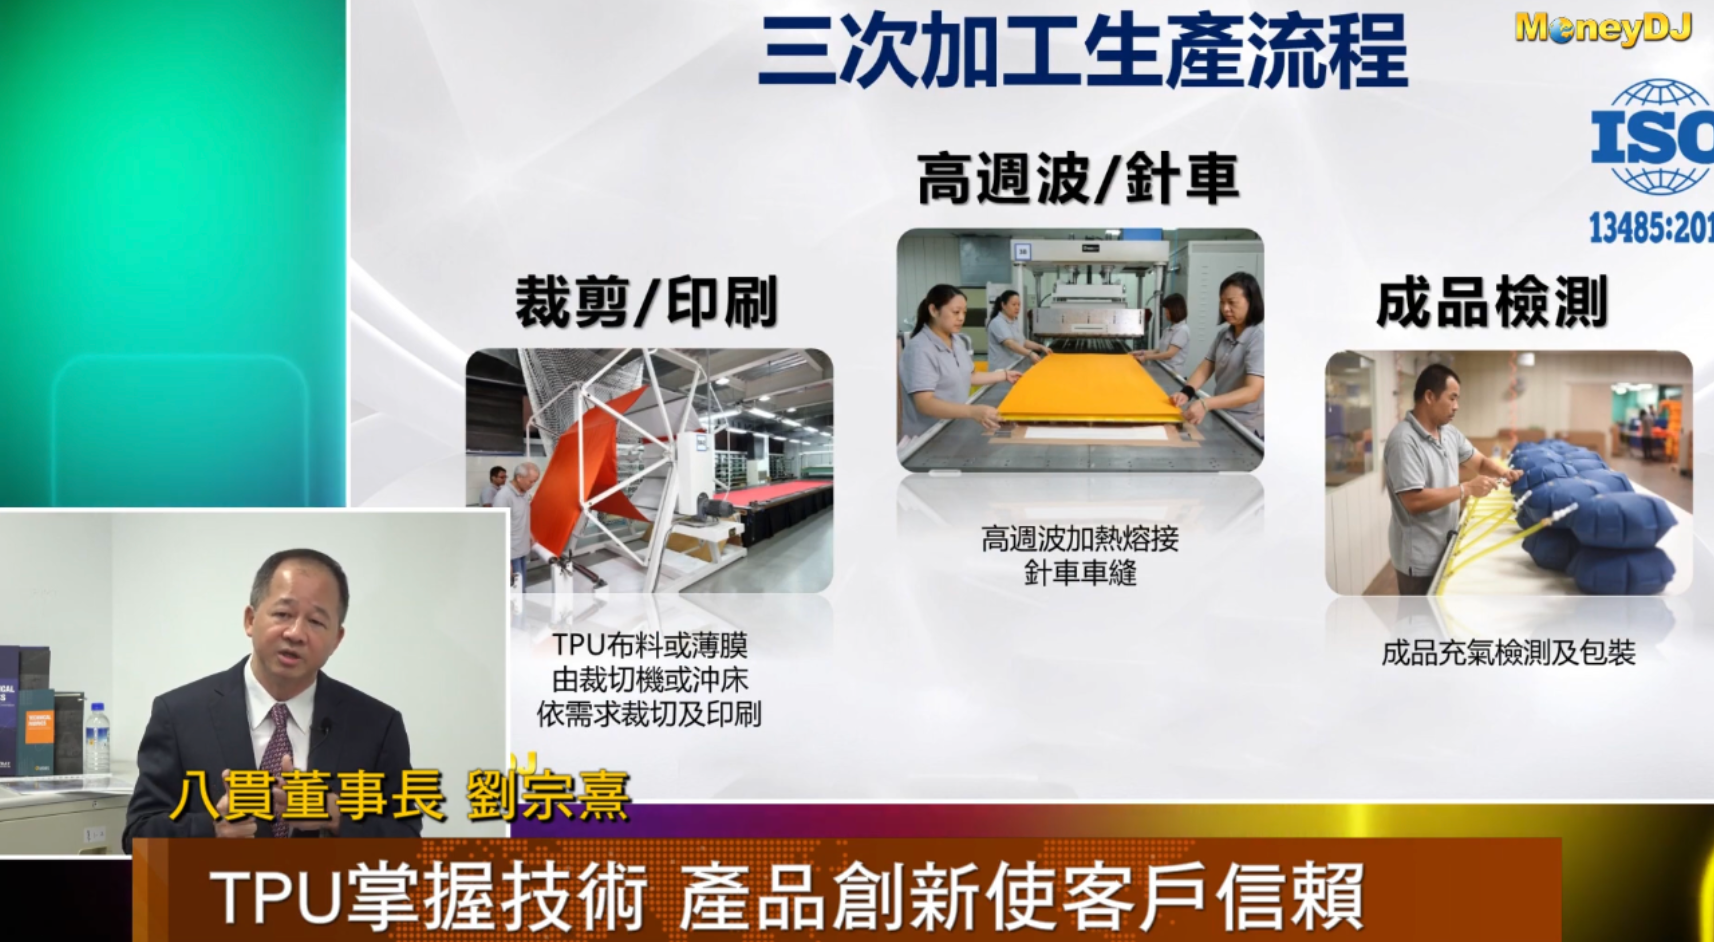 三次加工生產流程
MoneyDJ
ISO
13485:201
高週波/針車
裁剪/印刷
成品檢測
高週波加熱熔接
針車車縫
TPU布料或薄膜
由裁切機或沖床
依需求裁切及印刷
成品充氣檢測及包裝
八貫董事長 劉宗熹
TPU掌握技術 產品創新使客戶信賴